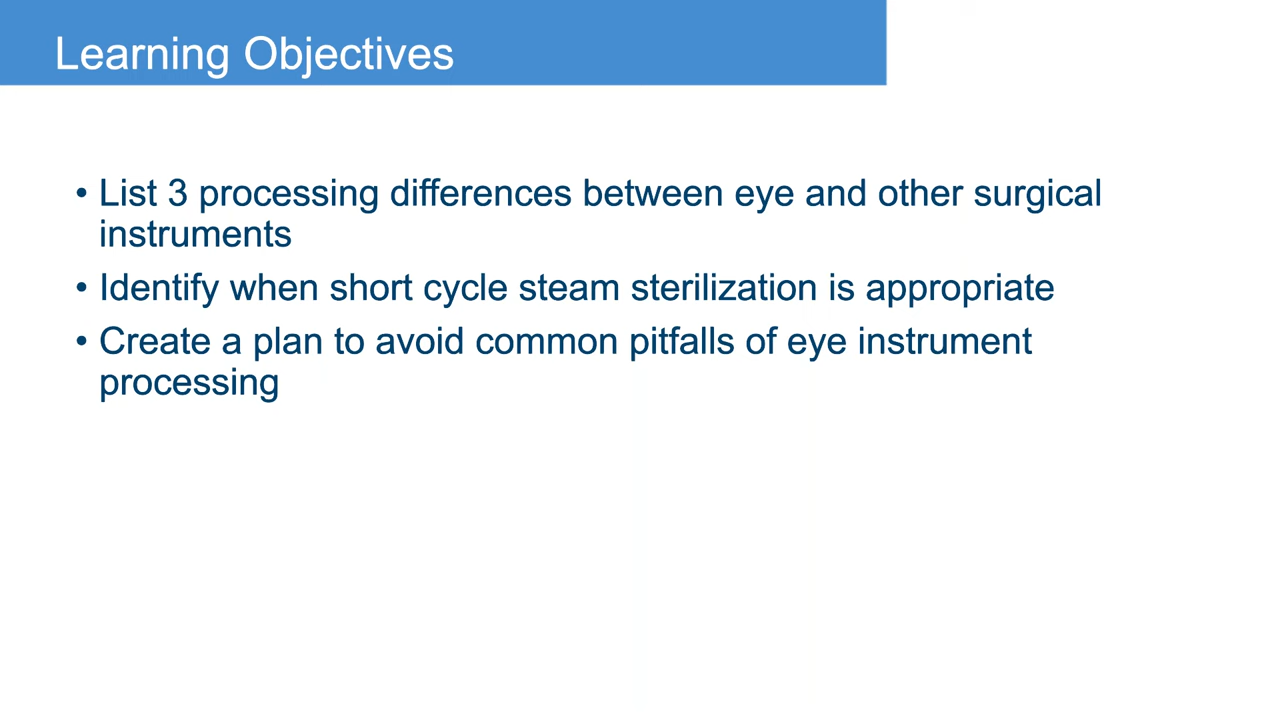 Learning Objectives
• List 3 processing differences between eye and other surgical
instruments
• Identify when short cycle steam sterilization is appropriate
• Create a plan to avoid common pitfalls of eye instrument
processing